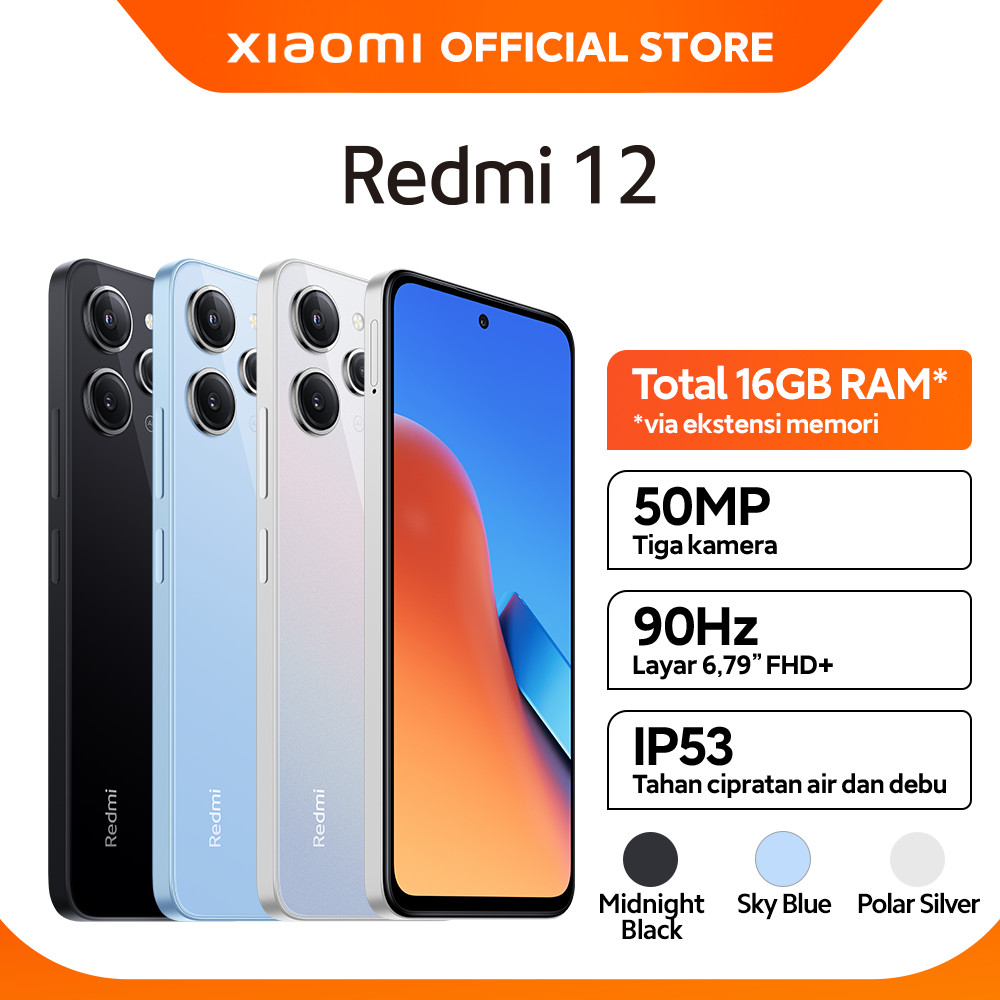 xiaomi OFFICIAL STORE
Redmi 12
Total 16GB RAM*
*via ekstensi memori
50MP
Tiga kamera
90Hz
Layar 6,79” FHD+
IP53
Tahan cipratan air dan debu
Midnight Black
Sky Blue
Polar Silver
Redmi
Redmi
Redmi